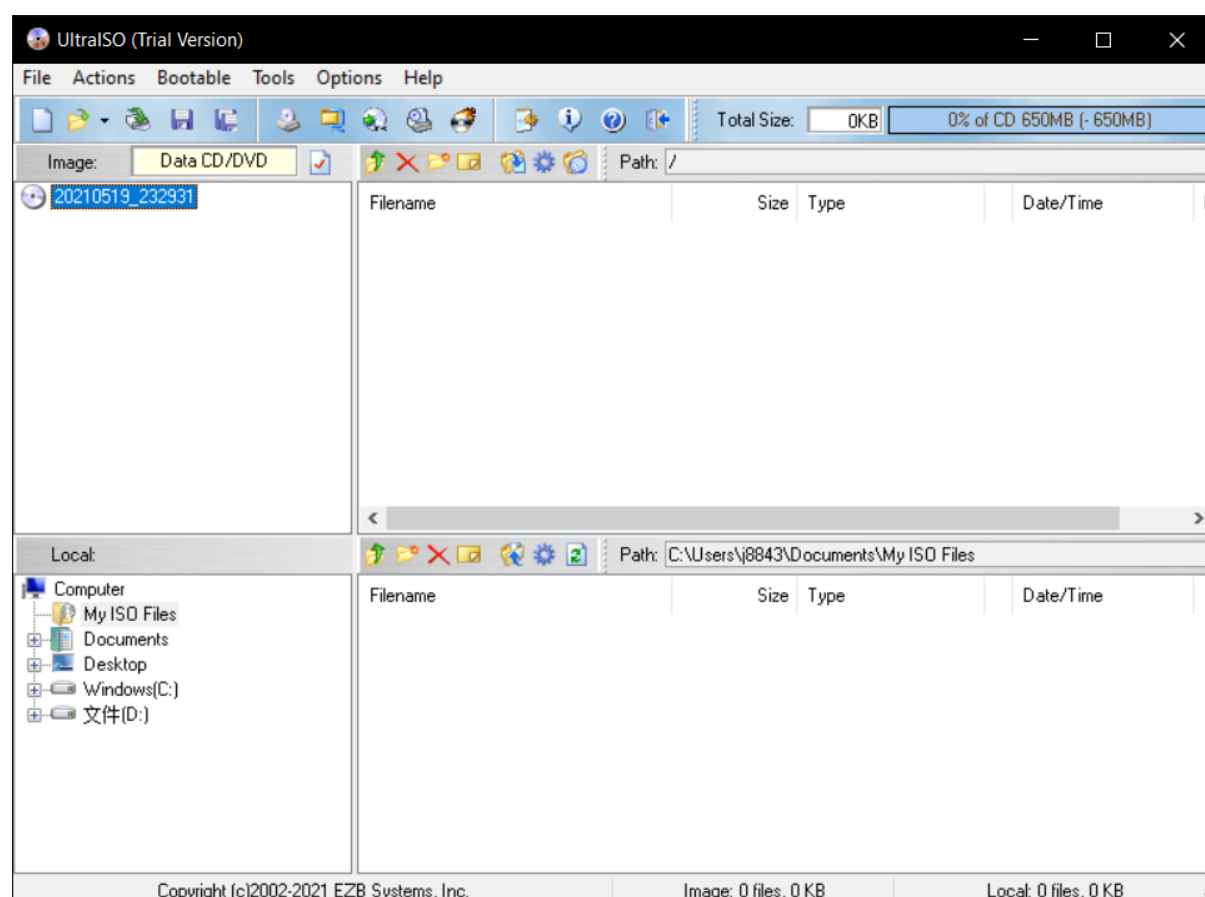 UltraISO (Trial Version)
File Actions Bootable Tools Options Help
Total Size: 0KB 0% of CD 650MB (- 650MB)
Image: Data CD/DVD Path: /
20210519_232931
Filename Size Type Date/Time
Local: Path: C:\Users\j8843\Documents\My ISO Files
Computer
Filename Size Type Date/Time
My ISO Files
Documents
Desktop
Windows(C:)
文件(D:)
Copyright (c)2002-2021 EZB Systems, Inc. Image: 0 files, 0 KB Local: 0 files, 0 KB